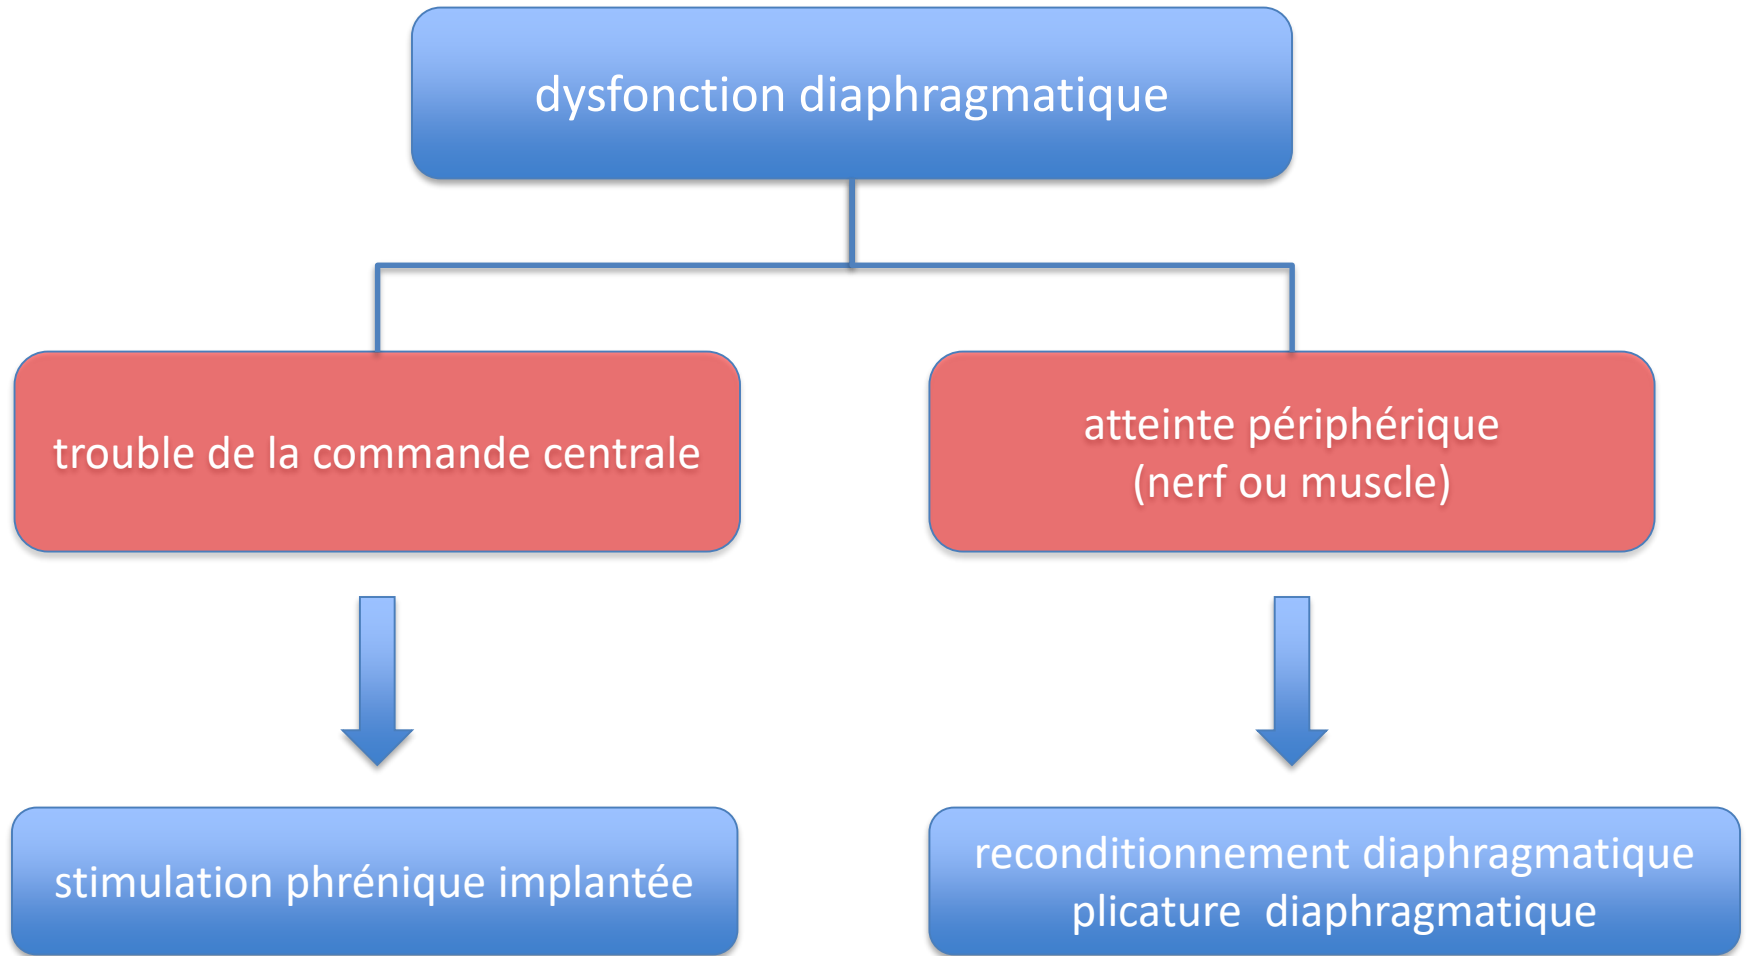 dysfonction diaphragmatique
trouble de la commande centrale
atteinte périphérique
(nerf ou muscle)
stimulation phrénique implantée
reconditionnement diaphragmatique
plicature  diaphragmatique